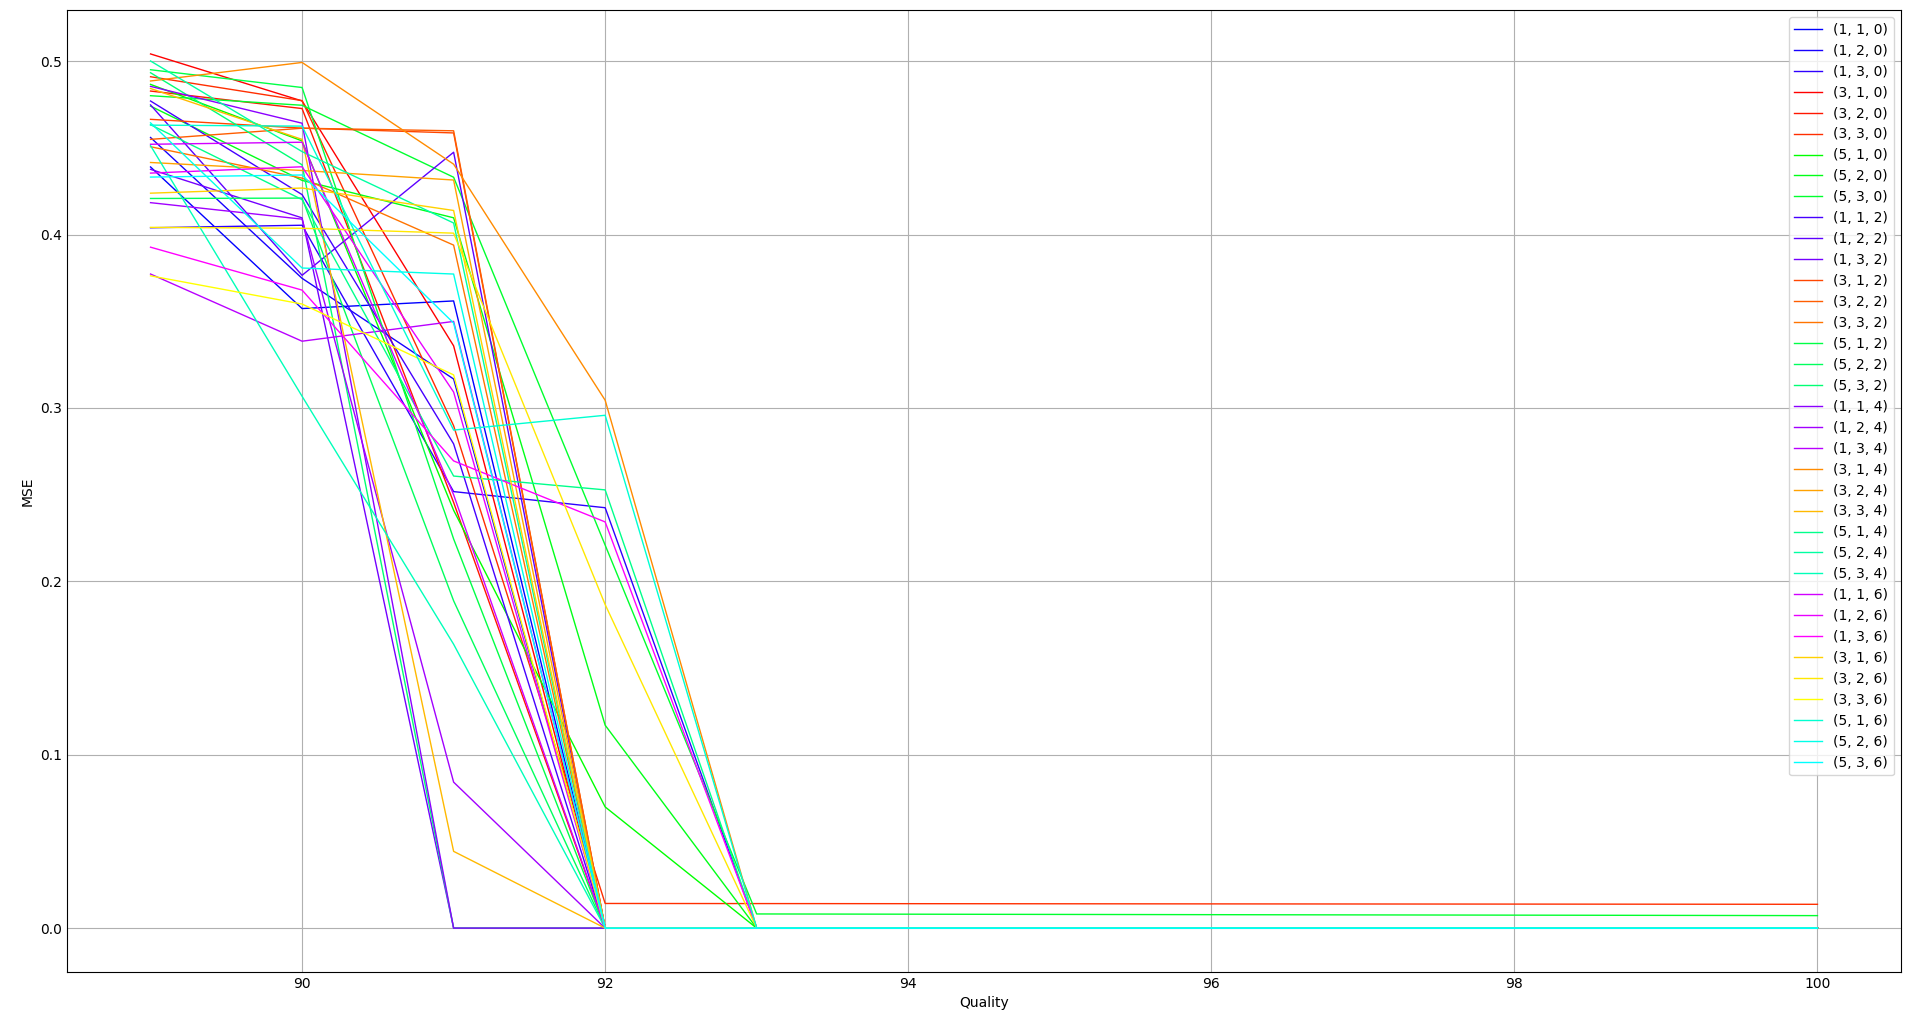 0.5
0.4
0.3
0.2
0.1
0.0
MSE
90 92 94 96 98 100
Quality
(1, 1, 0)
(1, 2, 0)
(1, 3, 0)
(3, 1, 0)
(3, 2, 0)
(3, 3, 0)
(5, 1, 0)
(5, 2, 0)
(5, 3, 0)
(1, 1, 2)
(1, 2, 2)
(1, 3, 2)
(3, 1, 2)
(3, 2, 2)
(3, 3, 2)
(5, 1, 2)
(5, 2, 2)
(5, 3, 2)
(1, 1, 4)
(1, 2, 4)
(1, 3, 4)
(3, 1, 4)
(3, 2, 4)
(3, 3, 4)
(5, 1, 4)
(5, 2, 4)
(5, 3, 4)
(1, 1, 6)
(1, 2, 6)
(1, 3, 6)
(3, 1, 6)
(3, 2, 6)
(3, 3, 6)
(5, 1, 6)
(5, 2, 6)
(5, 3, 6)